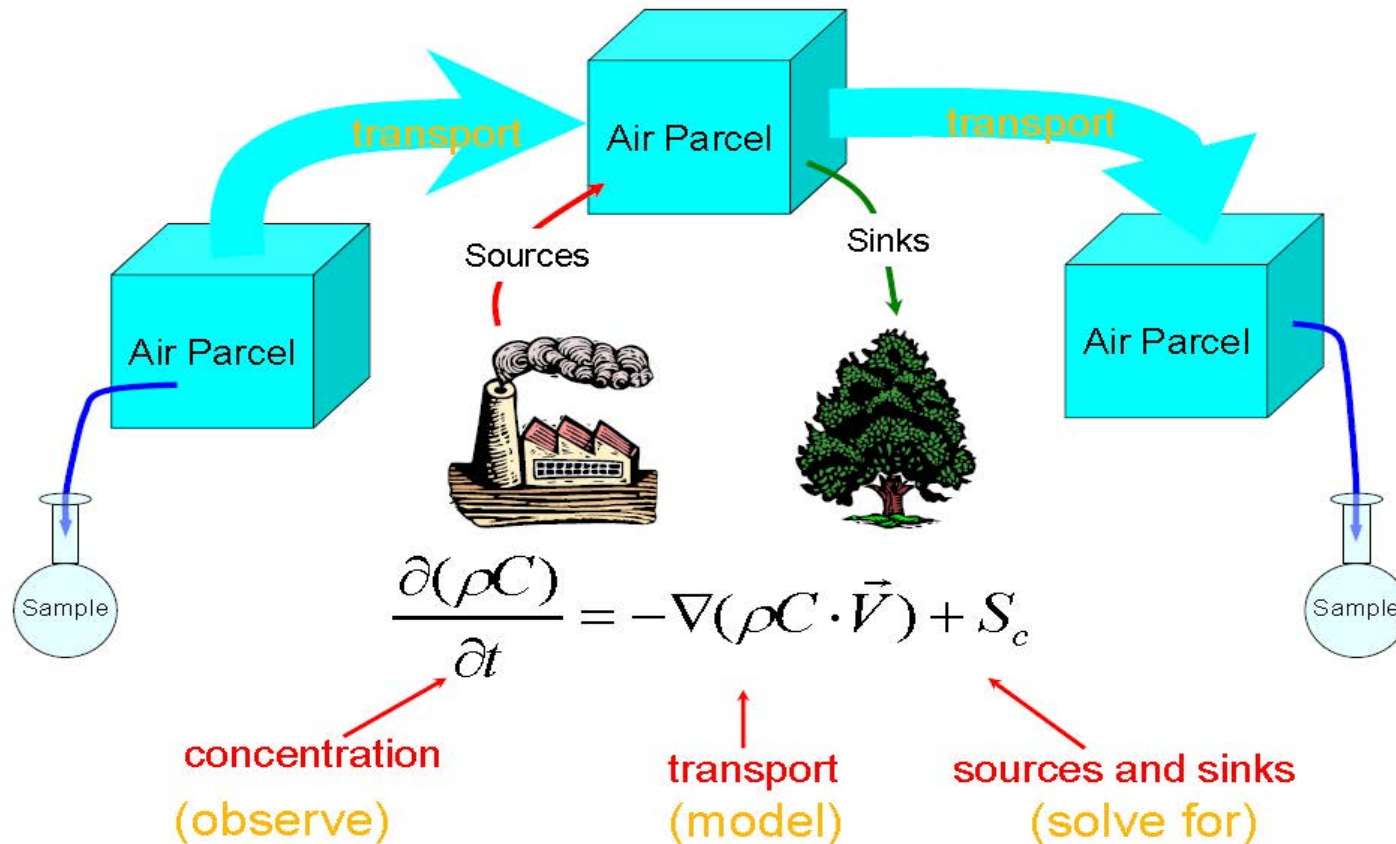 transport
transport
Air Parcel
Sources
Sinks
Air Parcel
Air Parcel
Sample
Sample
∂(ρC)/∂t = −∇(ρC · V⃗) + S_c
concentration
transport
sources and sinks
(observe)
(model)
(solve for)